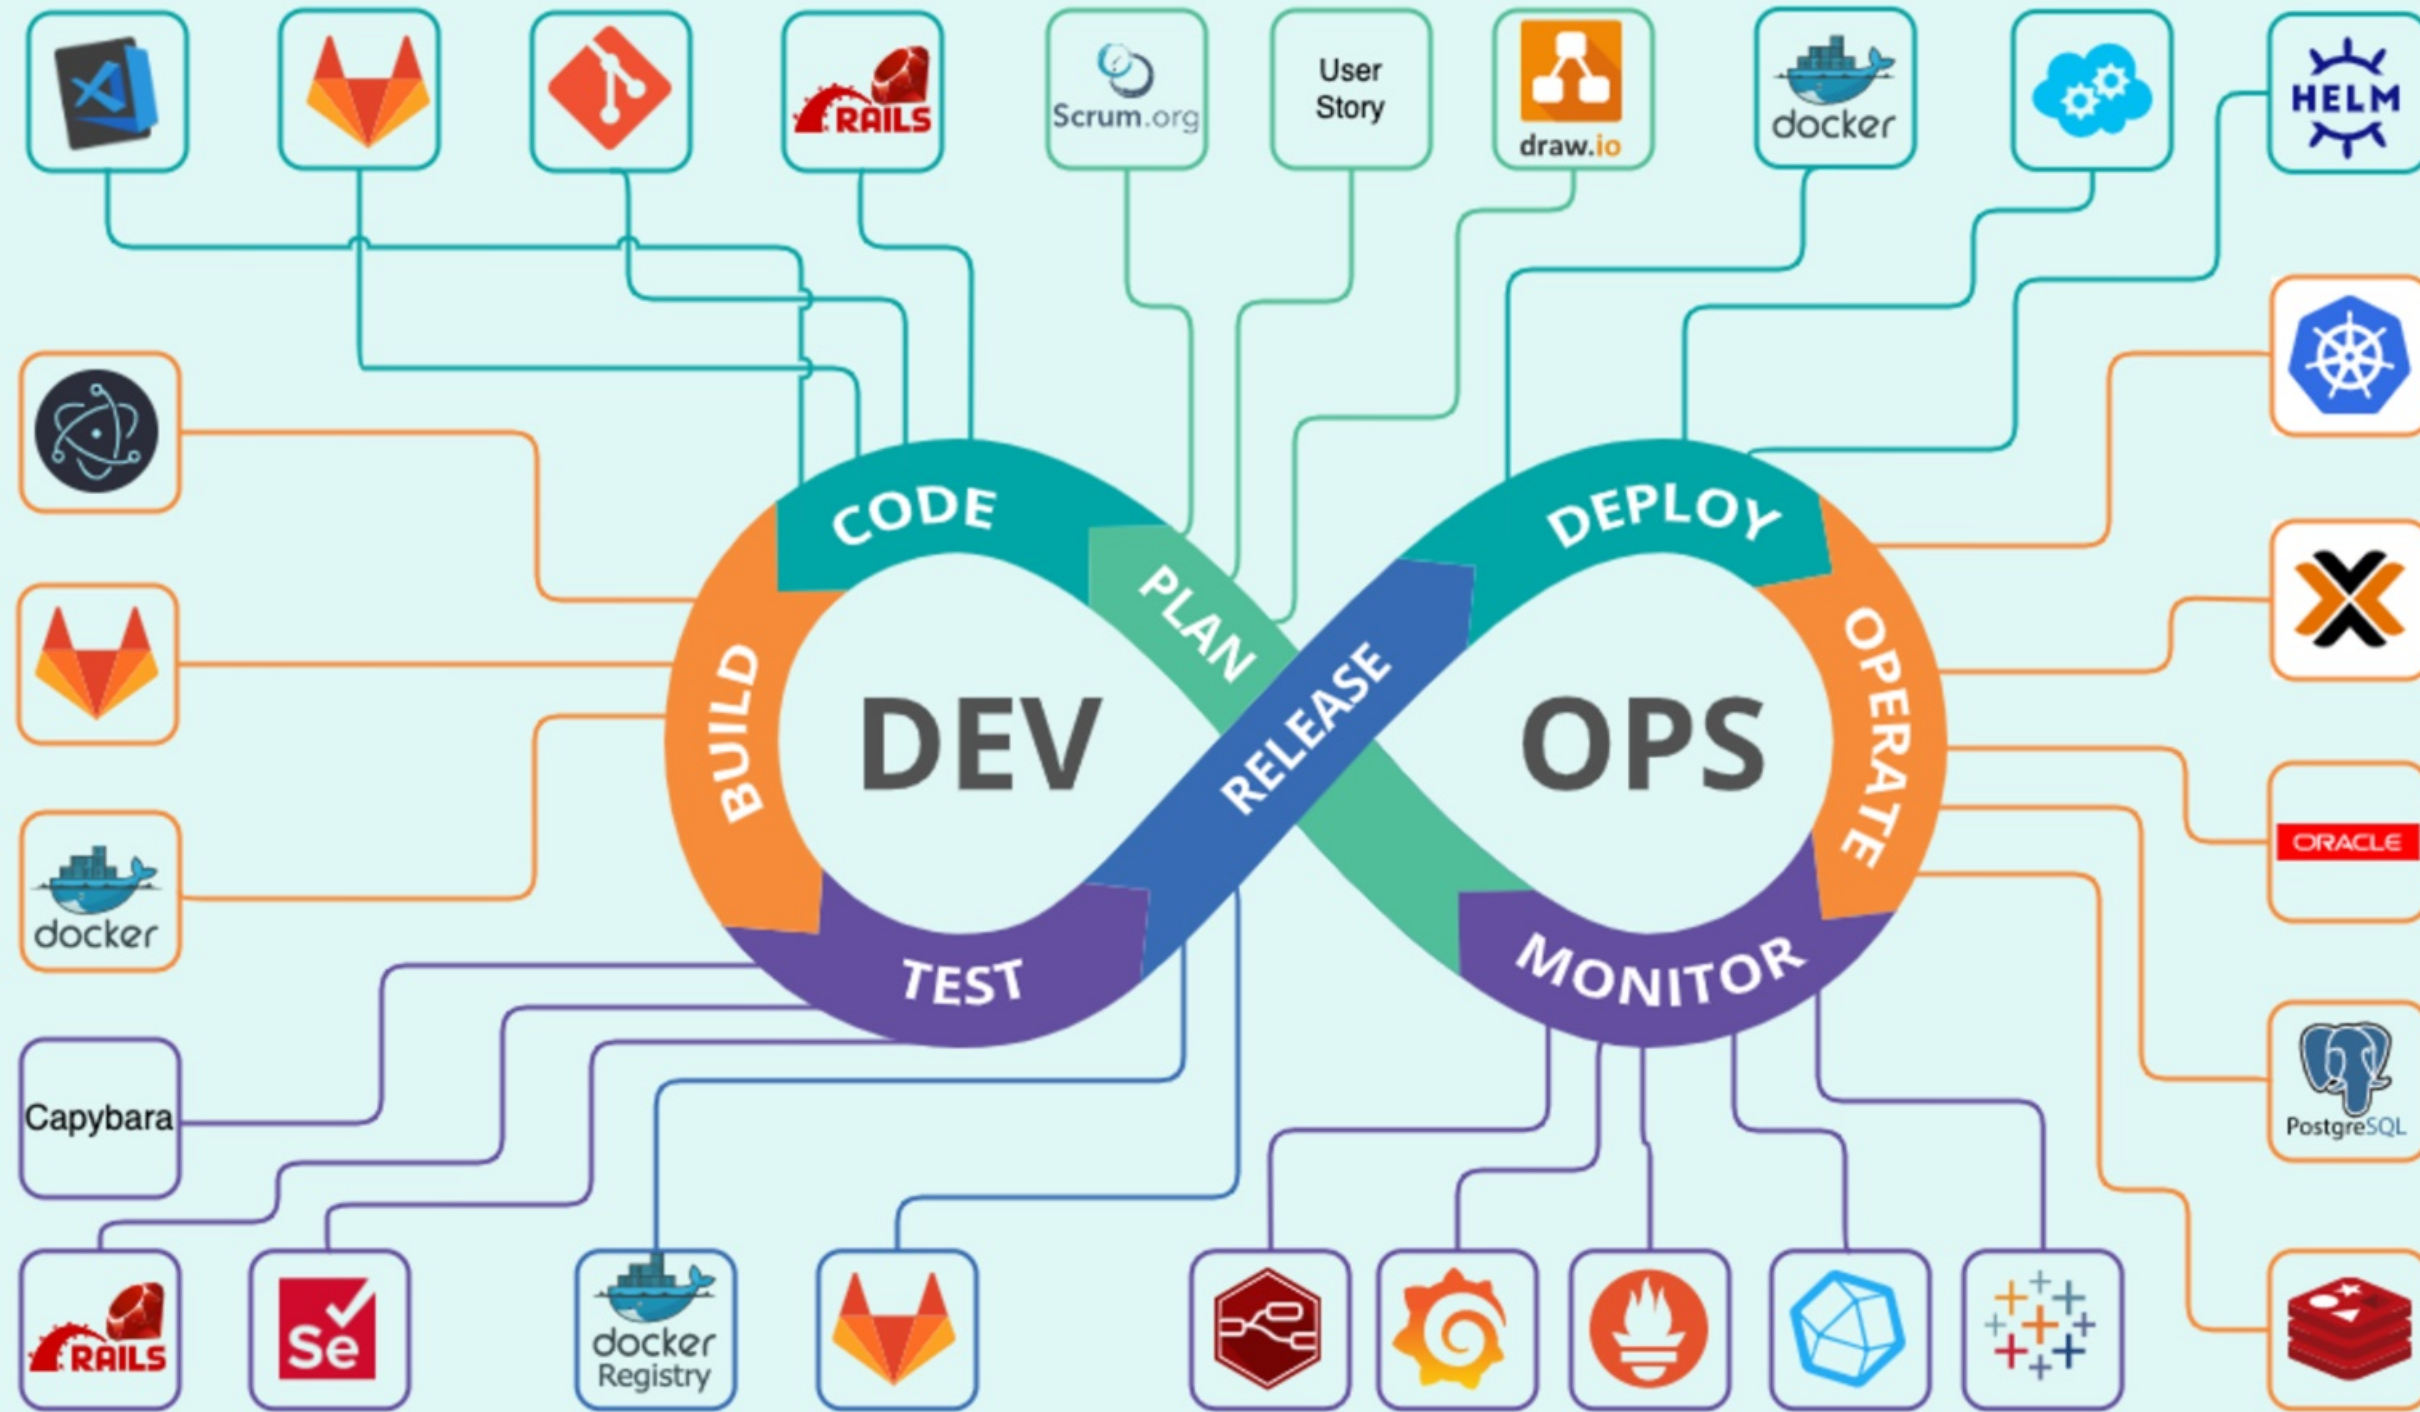 RAILS
Scrum.org
User
Story
draw.io
docker
HELM
CODE
PLAN
DEPLOY
BUILD
DEV
RELEASE
OPS
OPERATE
ORACLE
docker
TEST
MONITOR
Capybara
PostgreSQL
RAILS
Se
docker
Registry